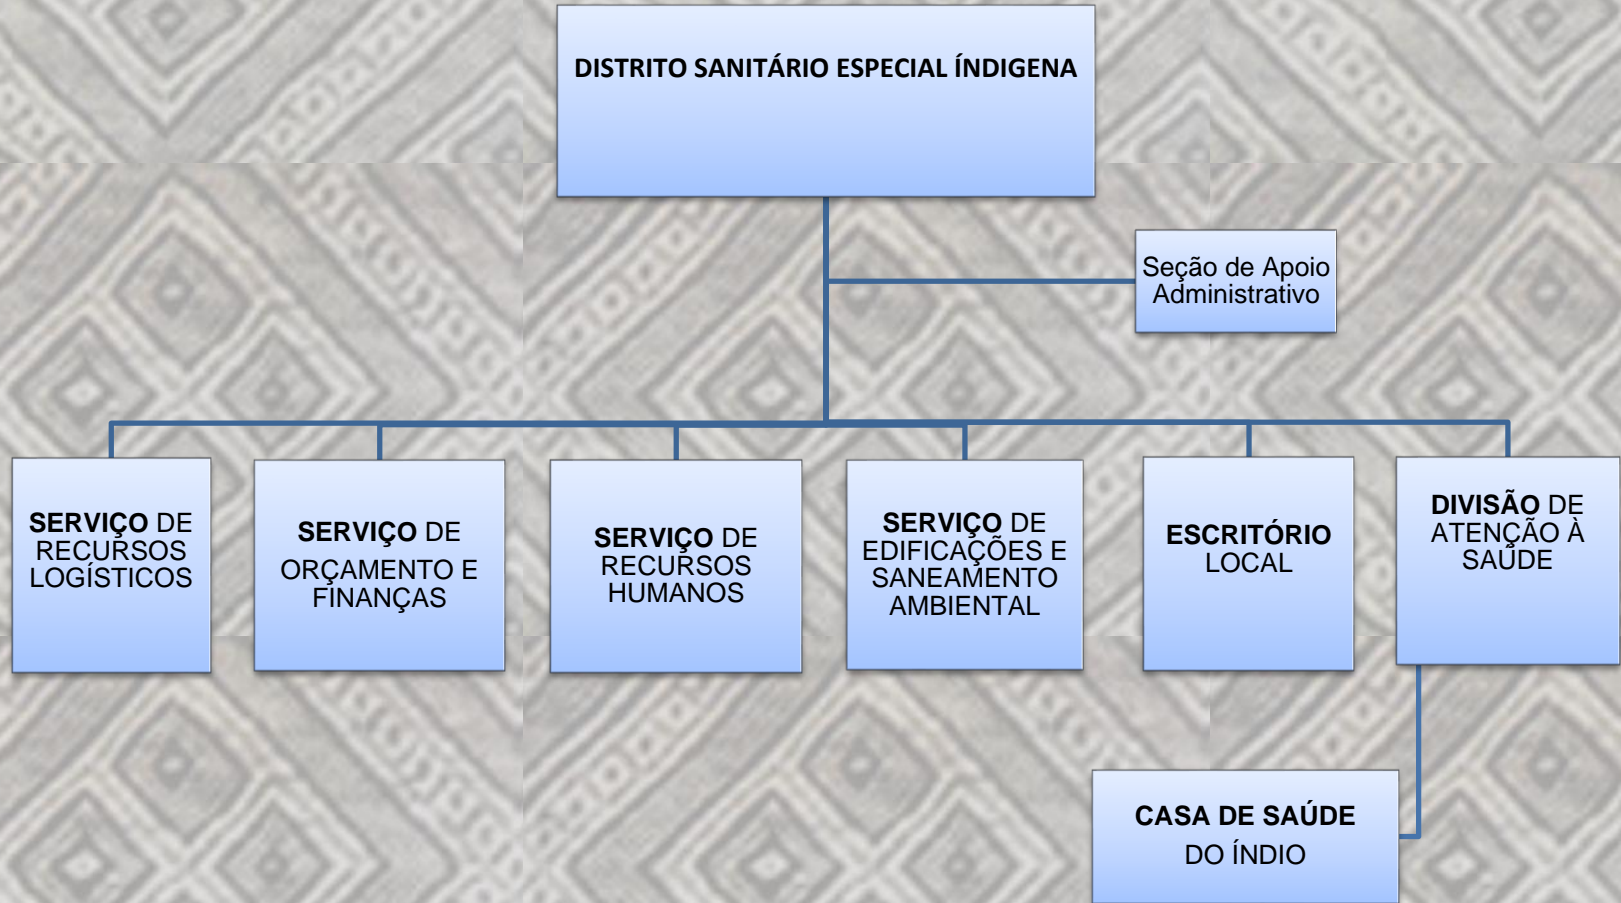 DISTRITO SANITÁRIO ESPECIAL ÍNDIGENA
Seção de Apoio
Administrativo
SERVIÇO DE
RECURSOS
LOGÍSTICOS
SERVIÇO DE
ORÇAMENTO E
FINANÇAS
SERVIÇO DE
RECURSOS
HUMANOS
SERVIÇO DE
EDIFICAÇÕES E
SANEAMENTO
AMBIENTAL
ESCRITÓRIO
LOCAL
DIVISÃO DE
ATENÇÃO À
SAÚDE
CASA DE SAÚDE
DO ÍNDIO